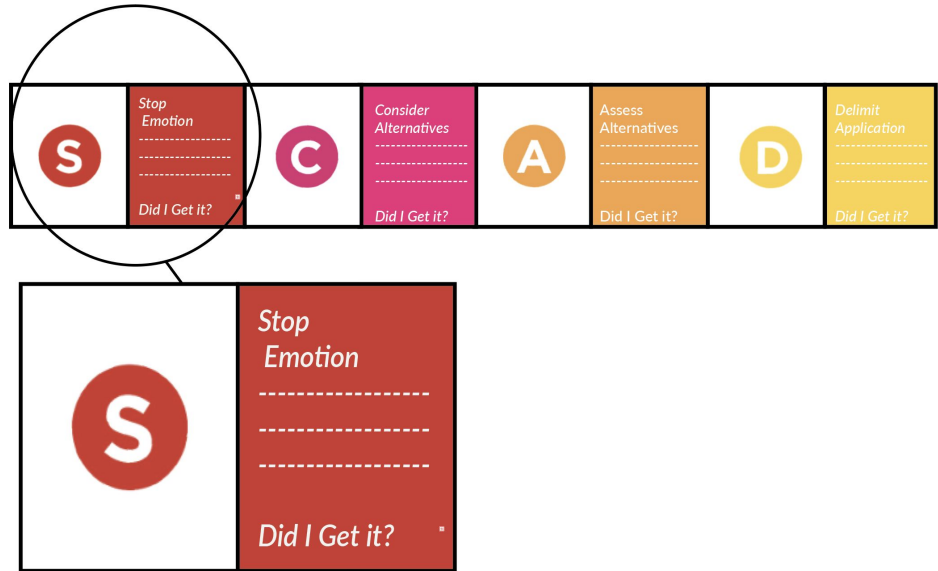 S
Stop
Emotion
Did I Get it?
C
Consider
Alternatives
Did I Get it?
A
Assess
Alternatives
Did I Get it?
D
Delimit
Application
Did I Get it?
S
Stop
Emotion
Did I Get it?